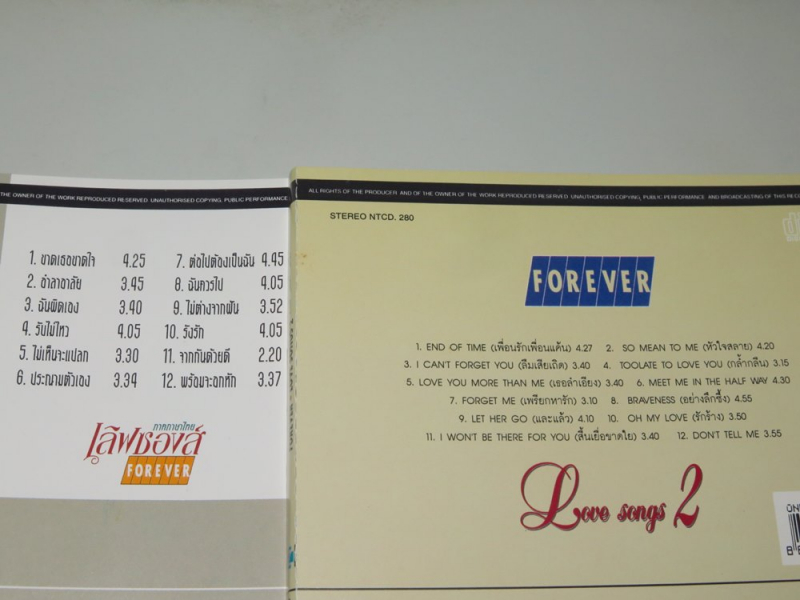 THE OWNER OF THE WORK REPRODUCED RESERVED UNAUTHORISED COPYING, PUBLIC PERFORMANCE
1. ขาดเธอขาดใจ 4.25
2. อำลาอาลัย 3.45
3. ฉันผิดเอง 3.40
4. รับไม่ไหว 4.05
5. ไม่เห็นจะแปลก 3.30
6. ประณามตัวเอง 3.34
7. ต่อไปต้องเป็นฉัน 4.45
8. ฉันควรไป 4.05
9. ไม่ต่างจากฝัน 3.52
10. รังรัก 4.05
11. จากกันด้วยดี 2.20
12. พร้อมจะอกหัก 3.37
ภาคภาษาไทย
เลิฟซองส์
FOREVER
ALL RIGHTS OF THE PRODUCER AND OF THE OWNER OF THE WORK REPRODUCED RESERVED UNAUTHORISED COPYING, PUBLIC PERFORMANCE AND BROADCASTING OF THIS RECO
STEREO NTCD. 280
FOREVER
1. END OF TIME (เพื่อนรักเพื่อนแค้น) 4.27 2. SO MEAN TO ME (หัวใจสลาย) 4.20
3. I CAN'T FORGET YOU (ลืมเสียเถิด) 3.45 4. TOOLATE TO LOVE YOU (กล้ำกลืน) 3.15
5. LOVE YOU MORE THAN ME (เธอลำเอียง) 3.40 6. MEET ME IN THE HALF WAY 4.30
7. FORGET ME (เพรียกหารัก) 3.10 8. BRAVENESS (อย่างลึกซึ้ง) 4.55
9. LET HER GO (และแล้ว) 4.10 10. OH MY LOVE (รักร้าง) 3.50
11. I WON'T BE THERE FOR YOU (สิ้นเยื่อขาดใย) 3.40 12. DON'T TELL ME 3.55
Love songs 2